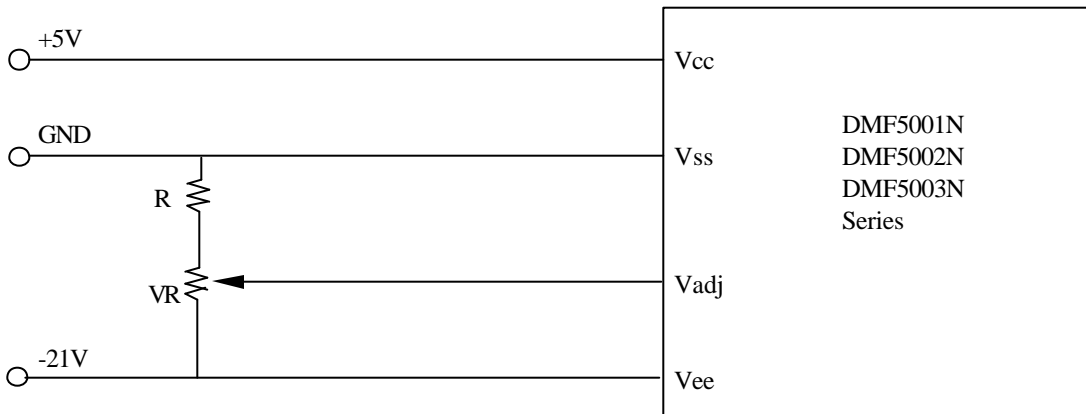 +5V
Vcc
GND
Vss
R
VR
Vadj
-21V
Vee
DMF5001N
DMF5002N
DMF5003N
Series